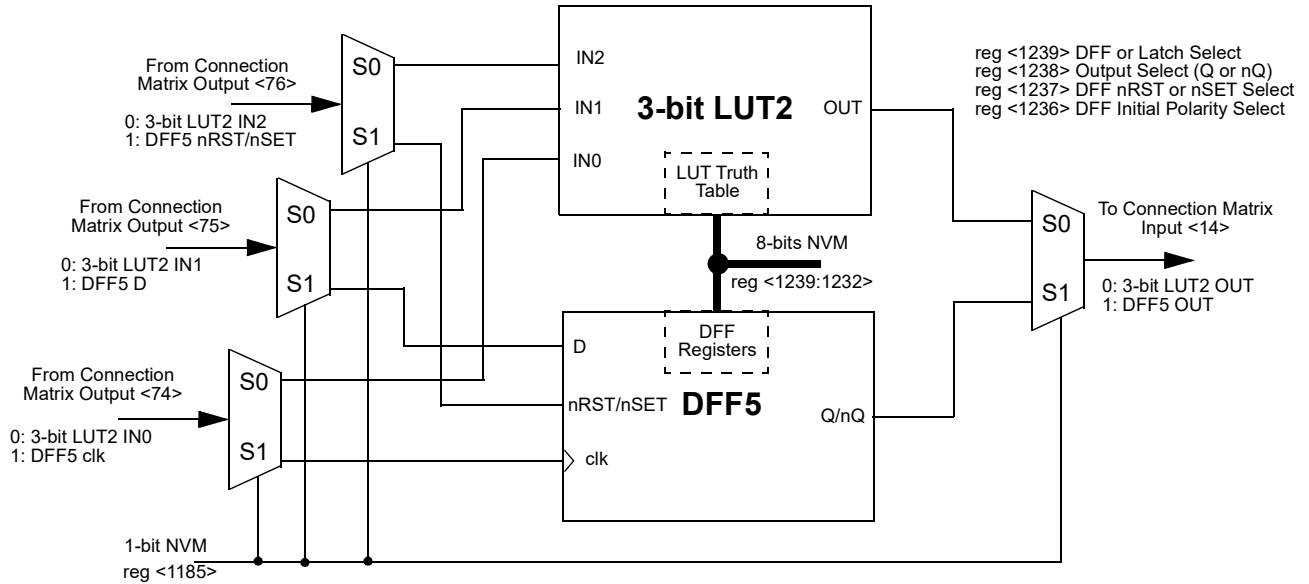 From Connection
Matrix Output <76>
0: 3-bit LUT2 IN2
1: DFF5 nRST/nSET
S0
S1
From Connection
Matrix Output <75>
0: 3-bit LUT2 IN1
1: DFF5 D
S0
S1
From Connection
Matrix Output <74>
0: 3-bit LUT2 IN0
1: DFF5 clk
S0
S1
1-bit NVM
reg <1185>
IN2
IN1
IN0
3-bit LUT2
OUT
LUT Truth
Table
8-bits NVM
reg <1239:1232>
DFF
Registers
D
nRST/nSET
clk
DFF5
Q/nQ
reg <1239> DFF or Latch Select
reg <1238> Output Select (Q or nQ)
reg <1237> DFF nRST or nSET Select
reg <1236> DFF Initial Polarity Select
S0
S1
To Connection Matrix
Input <14>
0: 3-bit LUT2 OUT
1: DFF5 OUT